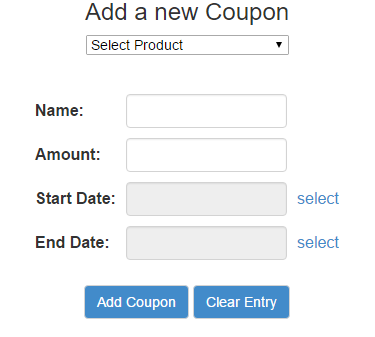 Add a new Coupon
Select Product
Name:
Amount:
Start Date: select
End Date: select
Add Coupon Clear Entry